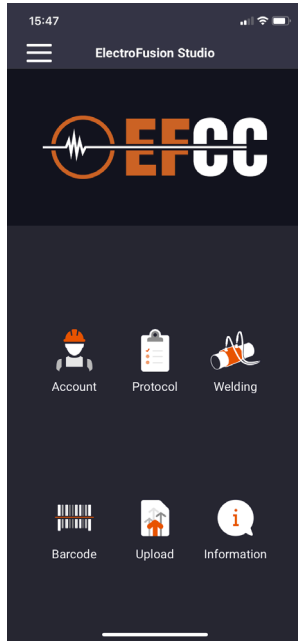 15:47
ElectroFusion Studio
EFCC
Account
Protocol
Welding
Barcode
Upload
Information